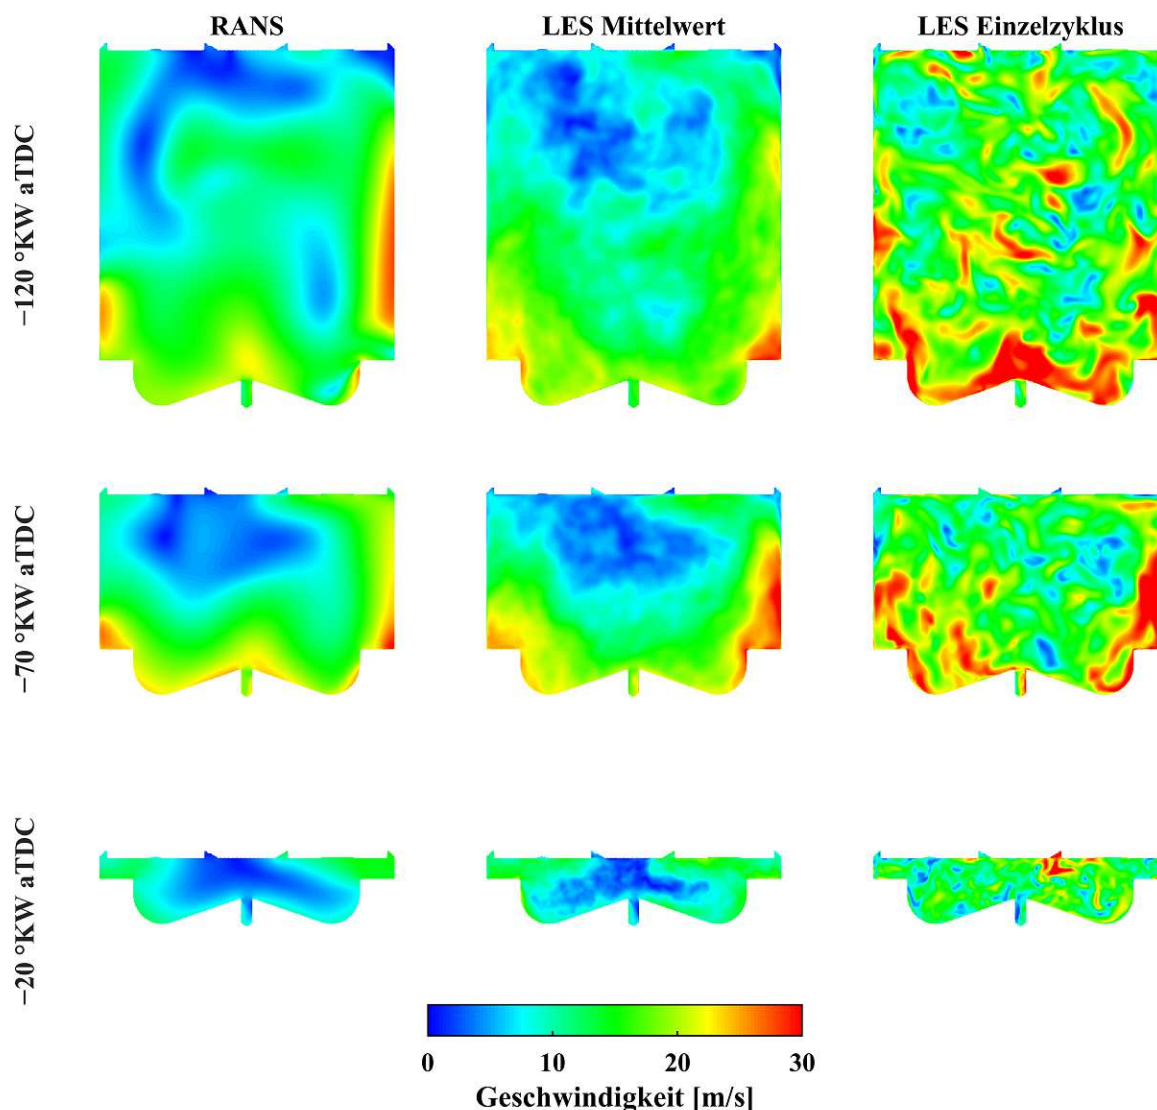 RANS
LES Mittelwert
LES Einzelzyklus
−120 °KW aTDC
−70 °KW aTDC
−20 °KW aTDC
0
10
20
30
Geschwindigkeit [m/s]